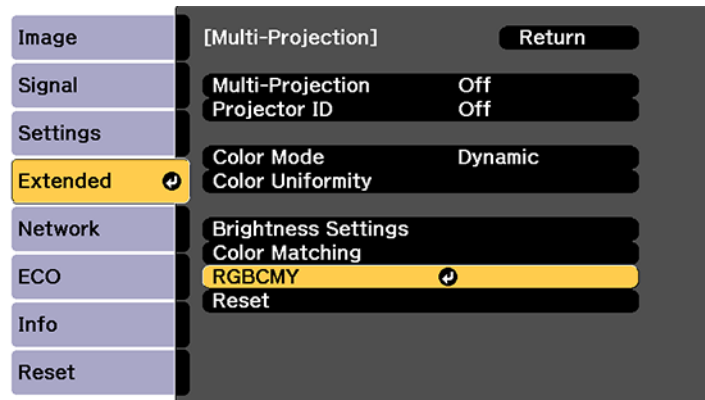 Image
Signal
Settings
Extended
Network
ECO
Info
Reset
[Multi-Projection] Return
Multi-Projection Off
Projector ID Off
Color Mode Dynamic
Color Uniformity
Brightness Settings
Color Matching
RGBCMY
Reset